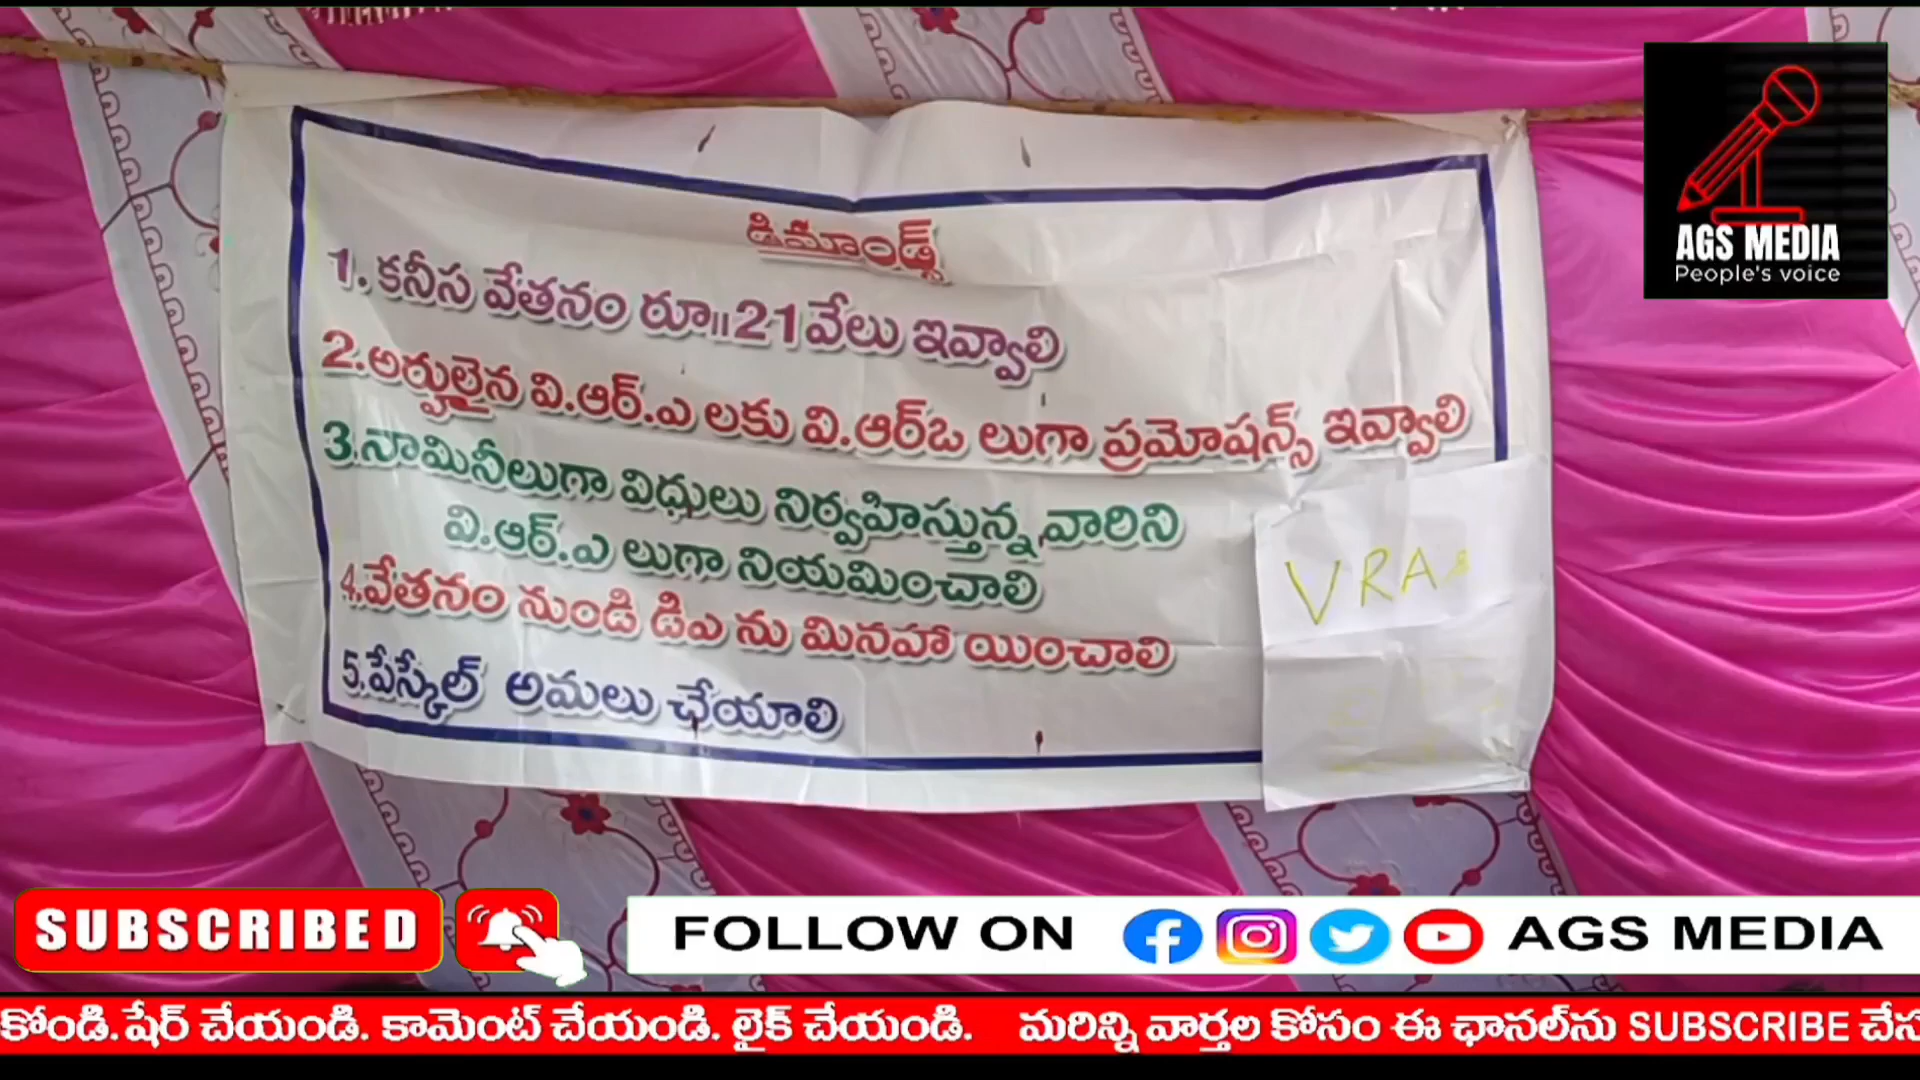 డిమాండ్స్
1. కనీస వేతనం రూ॥21వేలు ఇవ్వాలి
2.అర్హులైన వి.ఆర్.ఎ లకు వి.ఆర్ఓ లుగా ప్రమోషన్స్ ఇవ్వాలి
3.నామినీలుగా విధులు నిర్వహిస్తున్న వారిని
వి.ఆర్.ఎ లుగా నియమించాలి
4.వేతనం నుండి డిఎ ను మినహా యించాలి
5.పేస్కేల్ అమలు చేయాలి
VRA
AGS MEDIA
People's voice
SUBSCRIBED
FOLLOW ON AGS MEDIA
కోండి.షేర్ చేయండి. కామెంట్ చేయండి. లైక్ చేయండి. మరిన్ని వార్తల కోసం ఈ ఛానల్‌ను SUBSCRIBE చేస